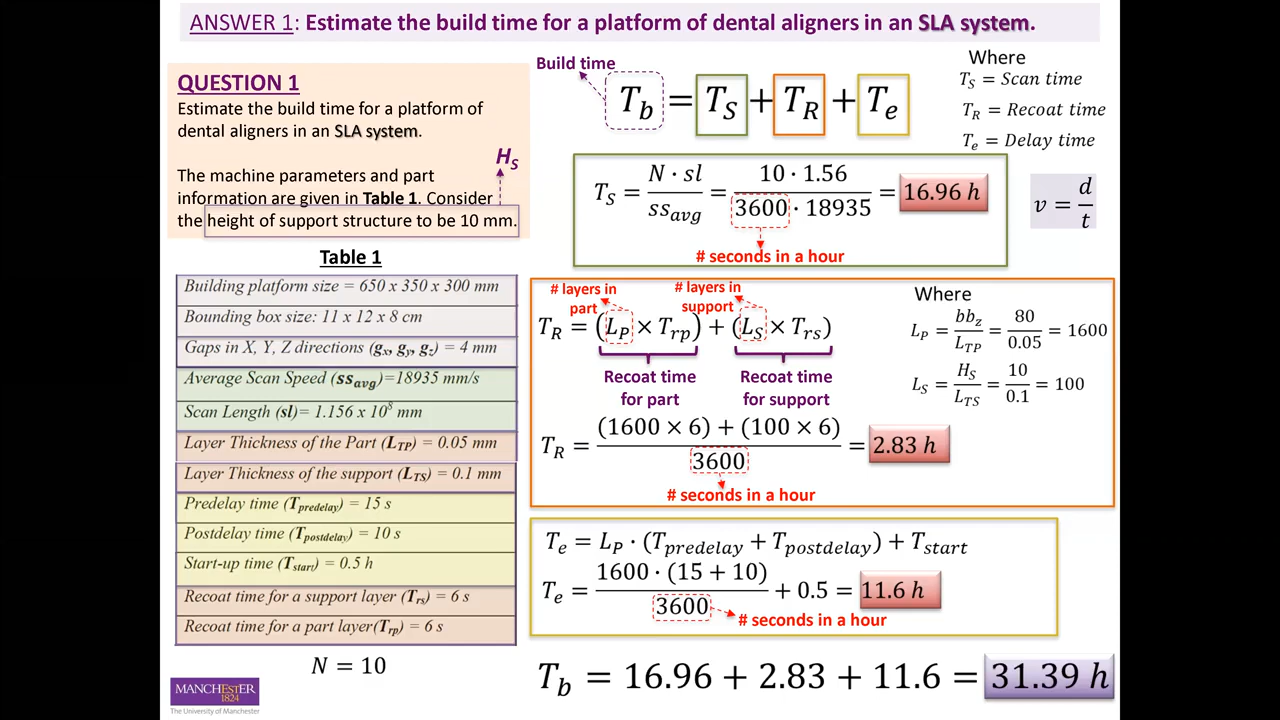 ANSWER 1: Estimate the build time for a platform of dental aligners in an SLA system.
QUESTION 1
Estimate the build time for a platform of
dental aligners in an SLA system.
H_S
The machine parameters and part
information are given in Table 1. Consider
the height of support structure to be 10 mm.
Table 1
Building platform size = 650 x 350 x 300 mm
Bounding box size: 11 x 12 x 8 cm
Gaps in X, Y, Z directions (g_x, g_y, g_z) = 4 mm
Average Scan Speed (ss_avg)=18935 mm/s
Scan Length (sl)= 1.156 x 10^8 mm
Layer Thickness of the Part (L_TP) = 0.05 mm
Layer Thickness of the support (L_TS) = 0.1 mm
Predelay time (T_predelay) = 15 s
Postdelay time (T_postdelay) = 10 s
Start-up time (T_start) = 0.5 h
Recoat time for a support layer (T_rs) = 6 s
Recoat time for a part layer(T_rp) = 6 s
N = 10
MANCHESTER
1824
The University of Manchester
Build time
T_b = T_S + T_R + T_e
Where
T_S = Scan time
T_R = Recoat time
T_e = Delay time
T_S = N · sl / ss_avg = 10 · 1.56 / 3600 · 18935 = 16.96 h
# seconds in a hour
v = d / t
# layers in
part
# layers in
support
T_R = (L_P × T_rp) + (L_S × T_rs)
Recoat time
for part
Recoat time
for support
T_R = (1600 × 6) + (100 × 6) / 3600 = 2.83 h
# seconds in a hour
Where
L_P = bb_z / L_TP = 80 / 0.05 = 1600
L_S = H_S / L_TS = 10 / 0.1 = 100
T_e = L_P · (T_predelay + T_postdelay) + T_start
T_e = 1600 · (15 + 10) / 3600 + 0.5 = 11.6 h
# seconds in a hour
T_b = 16.96 + 2.83 + 11.6 = 31.39 h